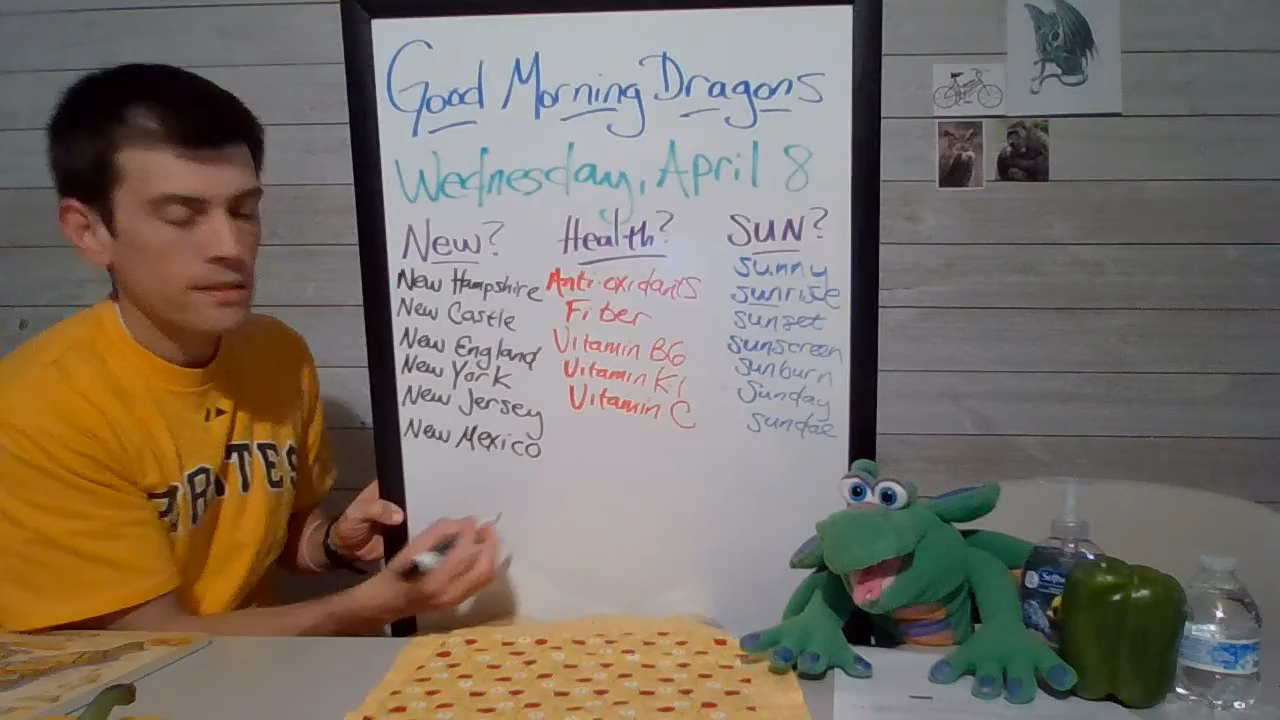 Good Morning Dragons
Wednesday, April 8
New?
New Hampshire
New Castle
New England
New York
New Jersey
New Mexico
Health?
Anti-oxidants
Fiber
Vitamin B6
Vitamin K1
Vitamin C
SUN?
sunny
sunrise
sunset
sunscreen
sunburn
Sunday
sundae
PIRATES